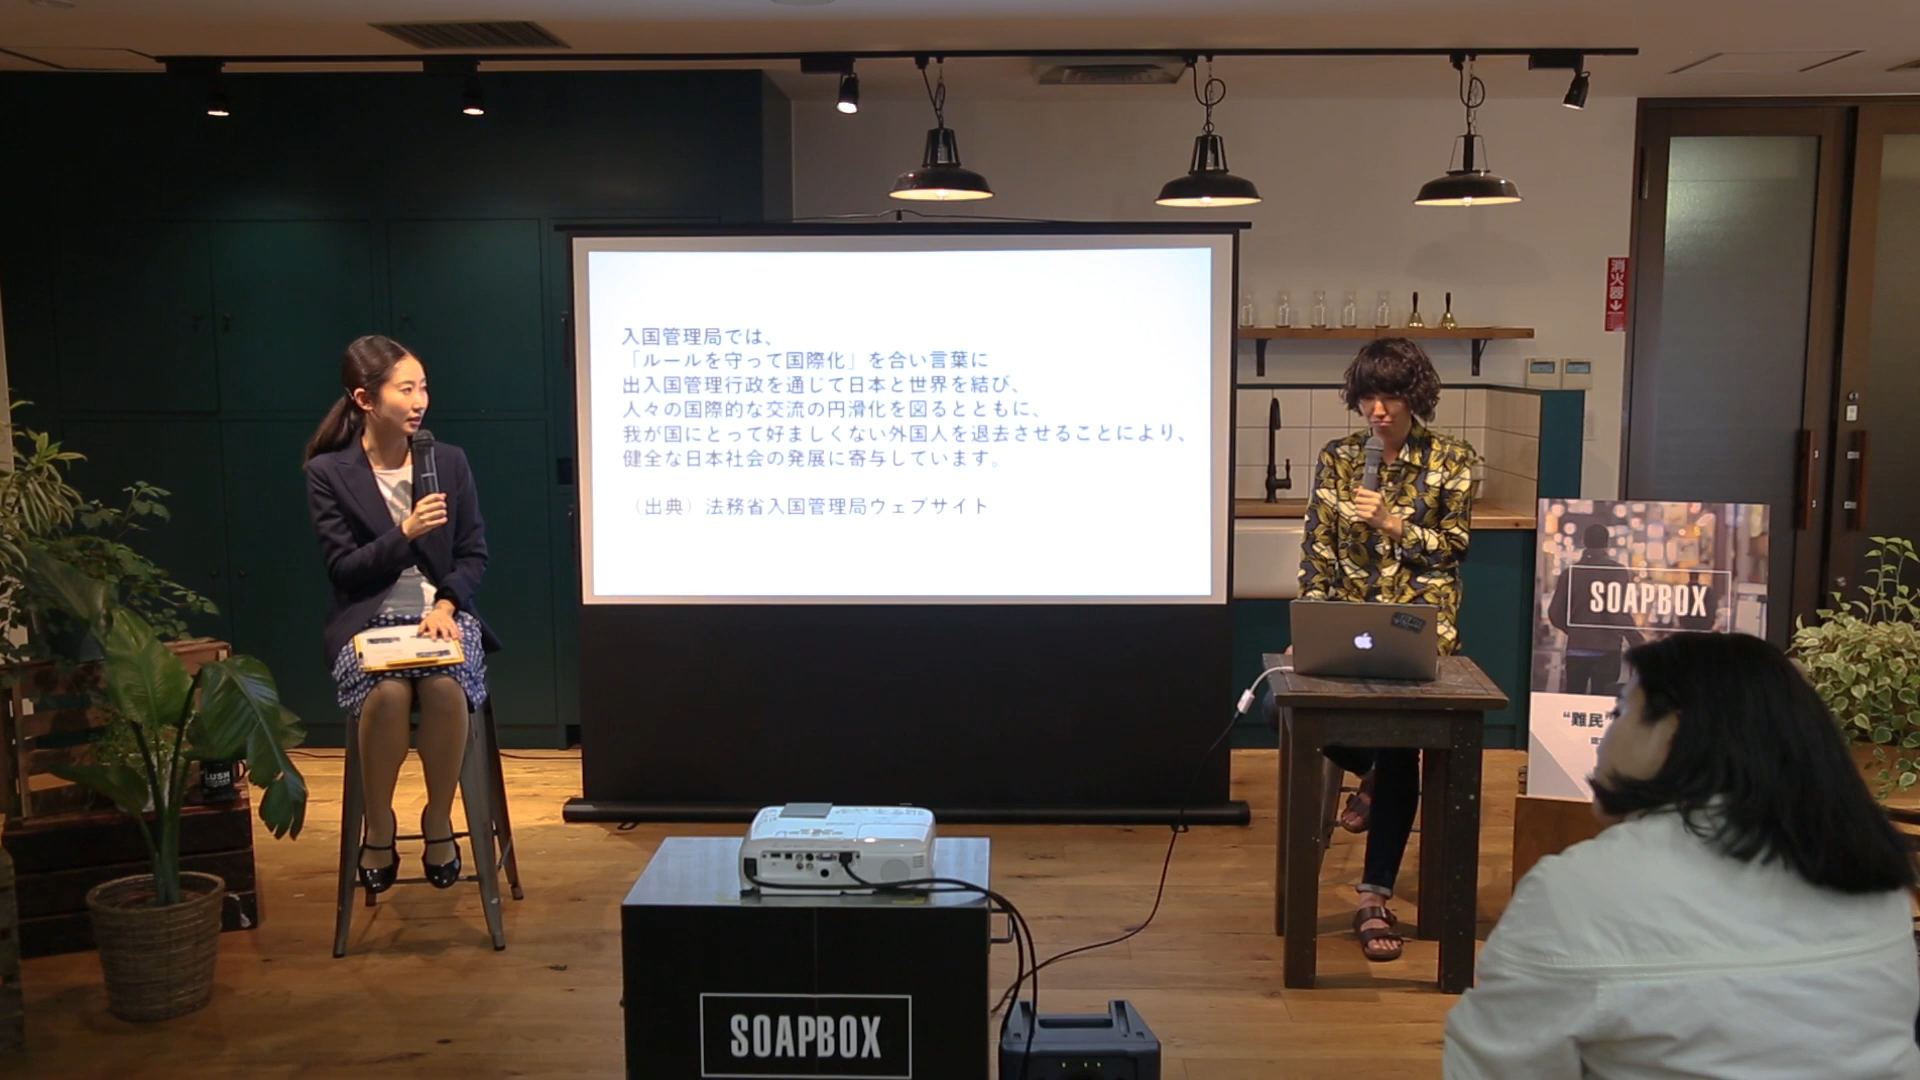 入国管理局では、
「ルールを守って国際化」を合い言葉に
出入国管理行政を通じて日本と世界を結び、
人々の国際的な交流の円滑化を図るとともに、
我が国にとって好ましくない外国人を退去させることにより、
健全な日本社会の発展に寄与しています。
（出典）法務省入国管理局ウェブサイト
消火器
SOAPBOX
“難民
LUSH
SOAPBOX